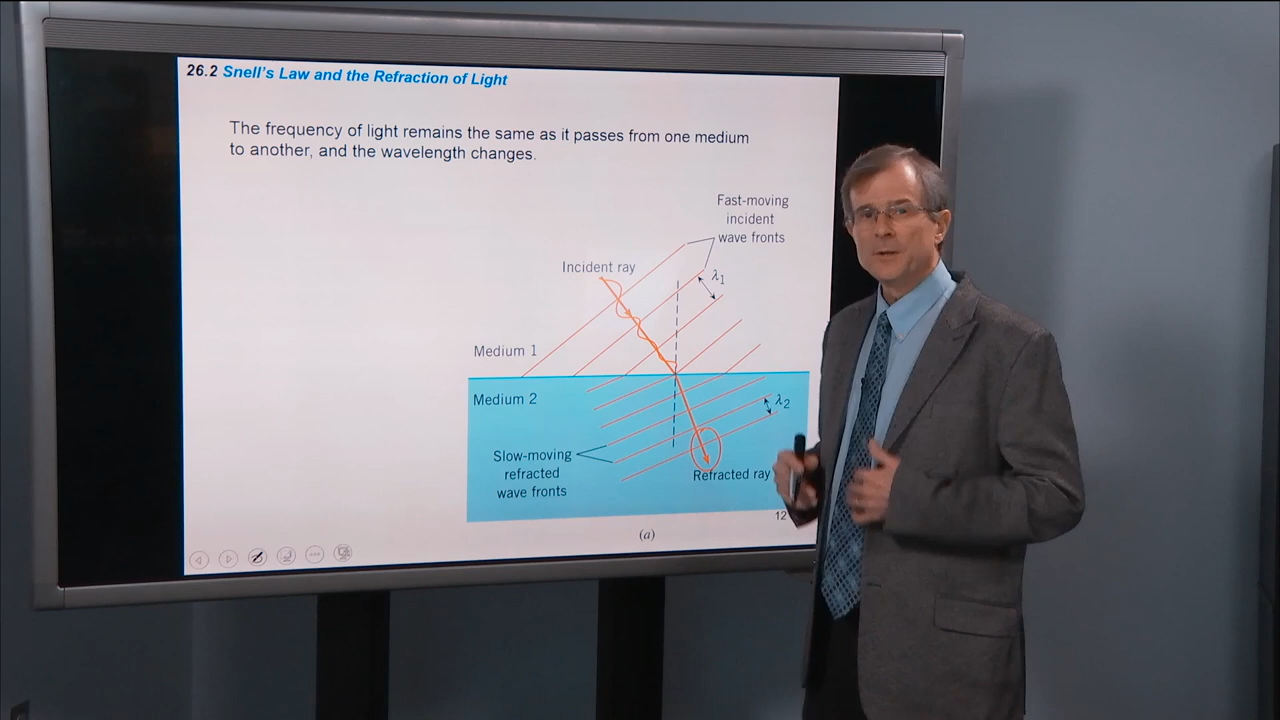 26.2 Snell's Law and the Refraction of Light
The frequency of light remains the same as it passes from one medium
to another, and the wavelength changes.
Fast-moving
incident
wave fronts
Incident ray
λ1
Medium 1
Medium 2
λ2
Slow-moving
refracted
wave fronts
Refracted ray
12
(a)